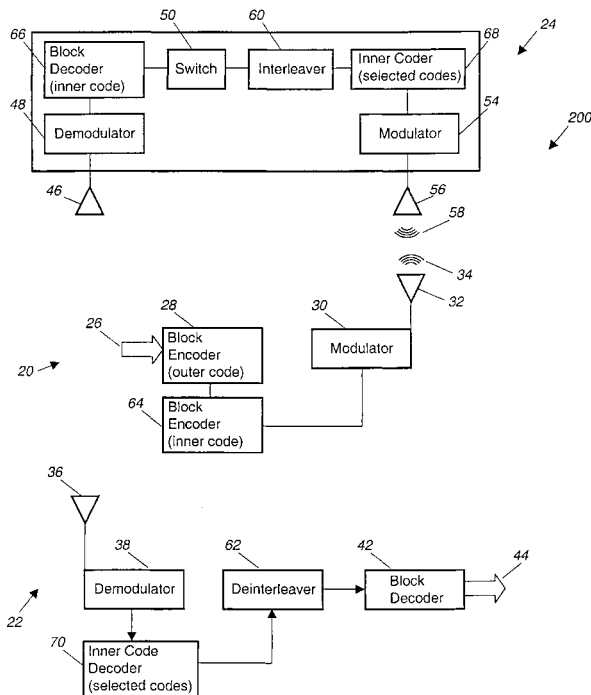 66
50
60
68
24
Block
Decoder
(inner code)
Switch
Interleaver
Inner Coder
(selected codes)
48
Demodulator
54
Modulator
200
46
56
58
34
32
28
30
26
Block
Encoder
(outer code)
Modulator
20
64
Block
Encoder
(inner code)
36
38
62
42
44
Demodulator
Deinterleaver
Block
Decoder
22
70
Inner Code
Decoder
(selected codes)